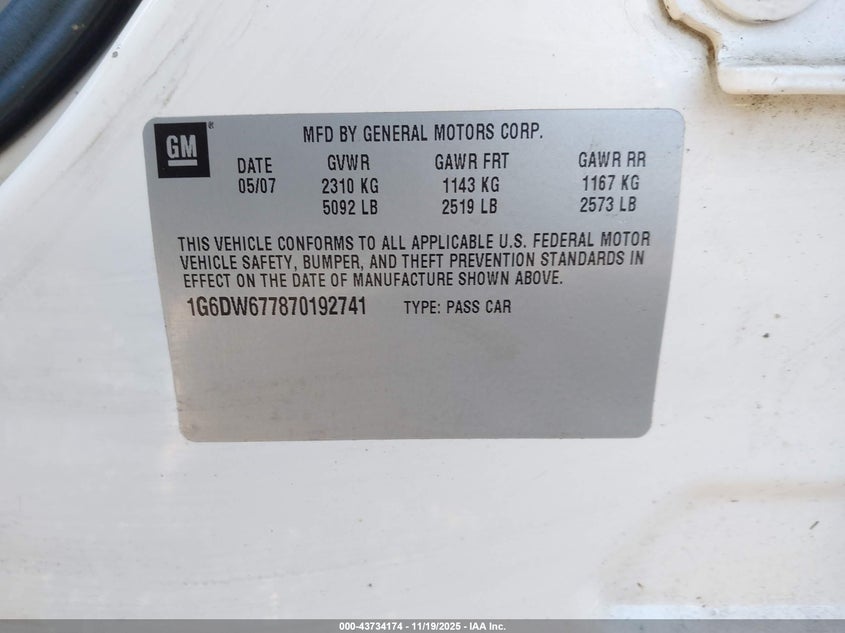 GM
MFD BY GENERAL MOTORS CORP.
DATE GVWR GAWR FRT GAWR RR
05/07 2310 KG 1143 KG 1167 KG
5092 LB 2519 LB 2573 LB
THIS VEHICLE CONFORMS TO ALL APPLICABLE U.S. FEDERAL MOTOR
VEHICLE SAFETY, BUMPER, AND THEFT PREVENTION STANDARDS IN
EFFECT ON THE DATE OF MANUFACTURE SHOWN ABOVE.
1G6DW677870192741 TYPE: PASS CAR
000-43734174 - 11/19/2025 - IAA Inc.